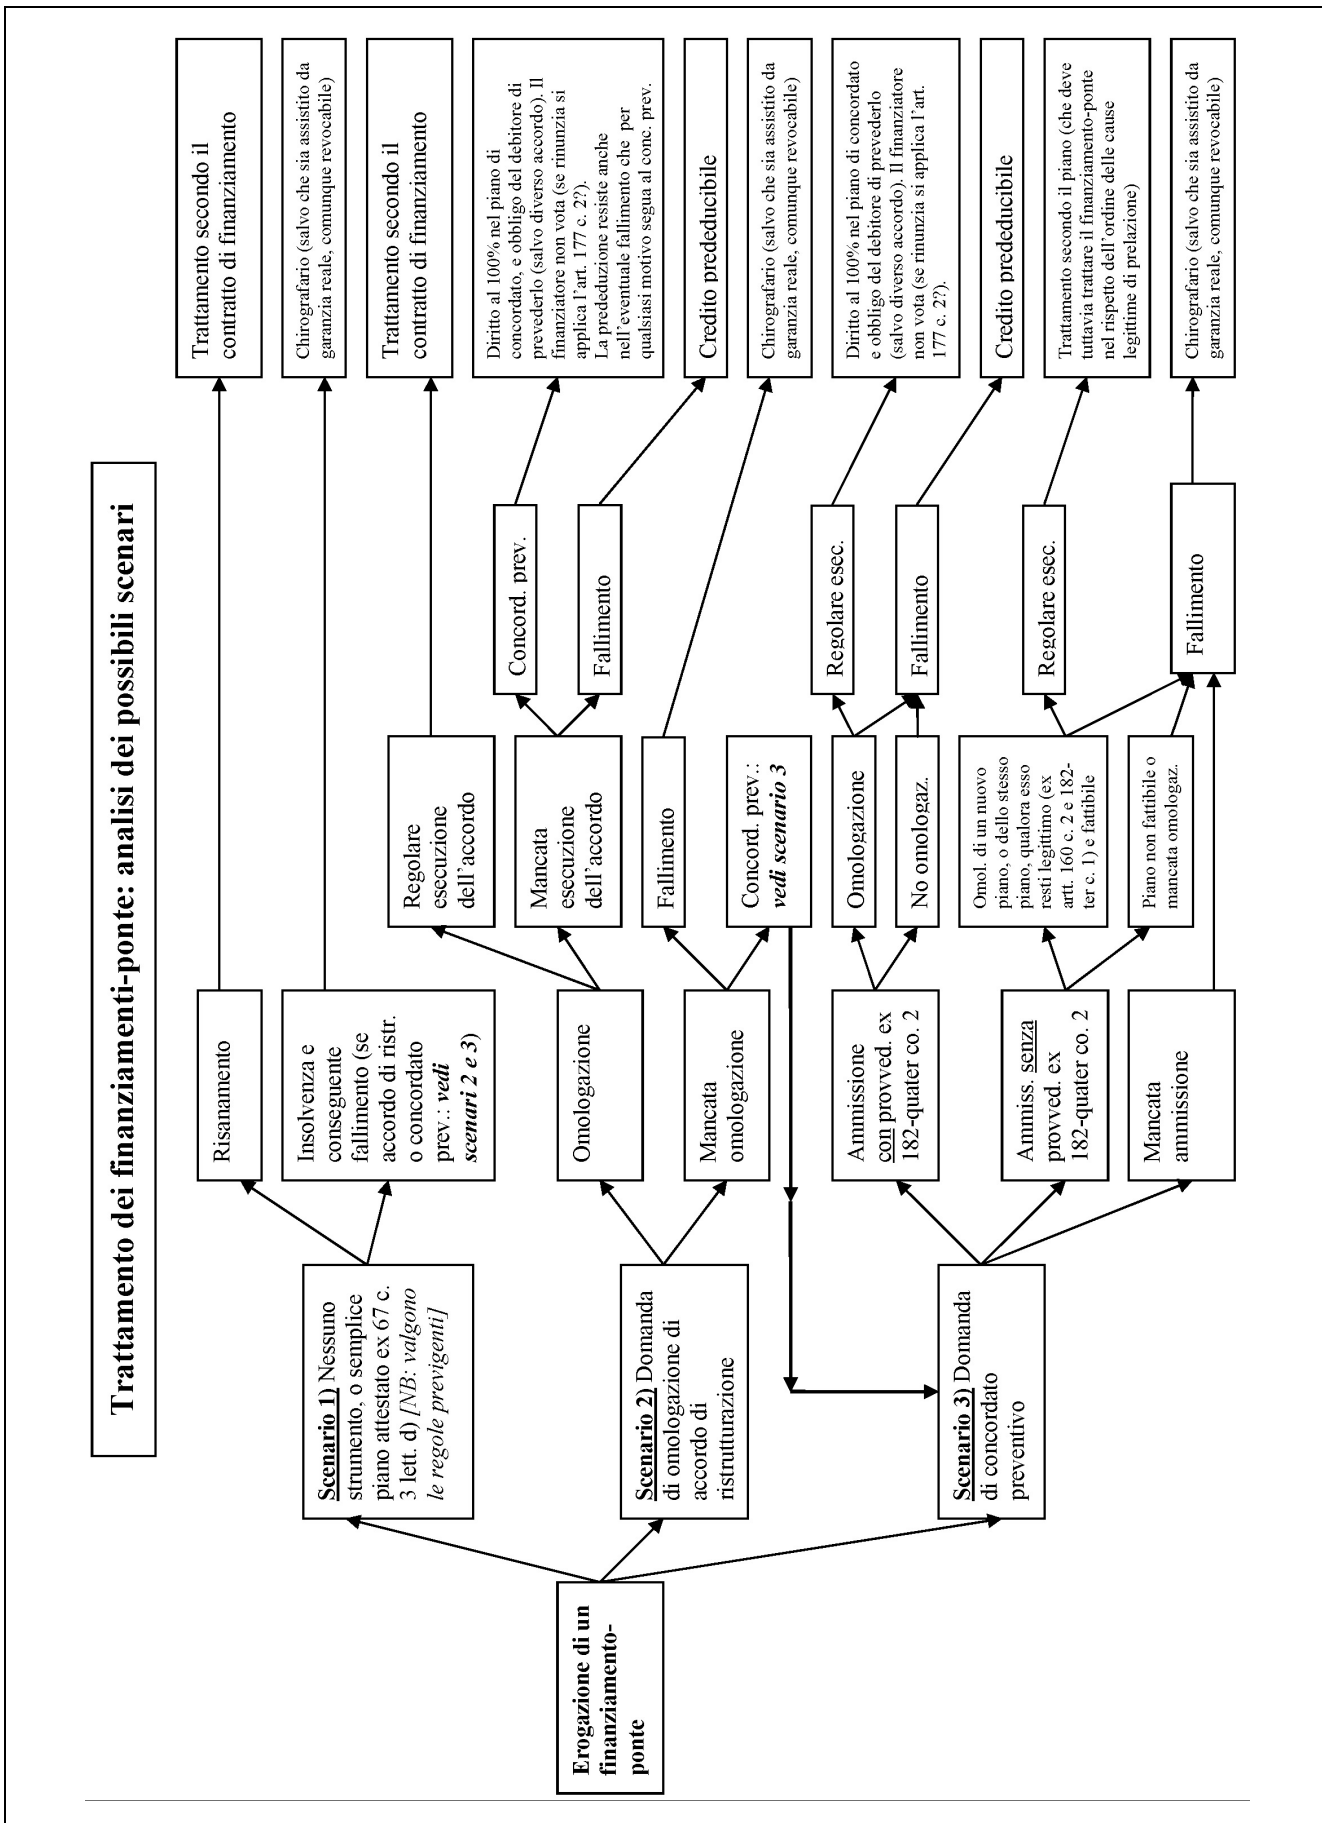 Trattamento dei finanziamenti-ponte: analisi dei possibili scenari
Erogazione di un
finanziamento-
ponte
Scenario 1) Nessuno
strumento, o semplice
piano attestato ex 67 c.
3 lett. d) [NB: valgono
le regole previgenti]
Scenario 2) Domanda
di omologazione di
accordo di
ristrutturazione
Scenario 3) Domanda
di concordato
preventivo
Risanamento
Insolvenza e
conseguente
fallimento (se
accordo di ristr.
o concordato
prev.: vedi
scenari 2 e 3)
Omologazione
Mancata
omologazione
Ammissione
con provved. ex
182-quater co. 2
Ammiss. senza
provved. ex
182-quater co. 2
Mancata
ammissione
Regolare
esecuzione
dell'accordo
Mancata
esecuzione
dell'accordo
Fallimento
Concord. prev.:
vedi scenario 3
Omologazione
No omologaz.
Omol. di un nuovo
piano, o dello stesso
piano, qualora esso
resti legittimo (ex
artt. 160 c. 2 e 182-
ter c. 1) e fattibile
Piano non fattibile o
mancata omologaz.
Concord. prev.
Fallimento
Regolare esec.
Fallimento
Regolare esec.
Fallimento
Trattamento secondo il
contratto di finanziamento
Chirografario (salvo che sia assistito da
garanzia reale, comunque revocabile)
Trattamento secondo il
contratto di finanziamento
Diritto al 100% nel piano di
concordato, e obbligo del debitore di
prevederlo (salvo diverso accordo). Il
finanziatore non vota (se rinunzia si
applica l'art. 177 c. 2?).
La prededuzione resiste anche
nell'eventuale fallimento che per
qualsiasi motivo segua al conc. prev.
Credito prededucibile
Chirografario (salvo che sia assistito da
garanzia reale, comunque revocabile)
Diritto al 100% nel piano di concordato
e obbligo del debitore di prevederlo
(salvo diverso accordo). Il finanziatore
non vota (se rinunzia si applica l'art.
177 c. 2?).
Credito prededucibile
Trattamento secondo il piano (che deve
tuttavia trattare il finanziamento-ponte
nel rispetto dell'ordine delle cause
legittime di prelazione)
Chirografario (salvo che sia assistito da
garanzia reale, comunque revocabile)